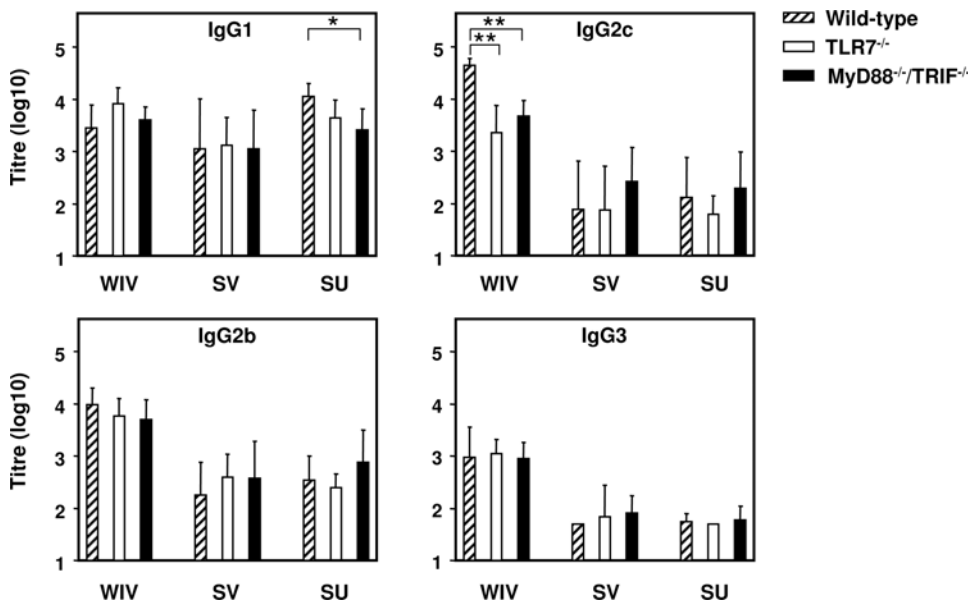 IgG1
*
5
4
3
2
1
Titre (log10)
WIV SV SU
IgG2c
**
**
5
4
3
2
1
WIV SV SU
Wild-type
TLR7-/-
MyD88-/-/TRIF-/-
IgG2b
5
4
3
2
1
Titre (log10)
WIV SV SU
IgG3
5
4
3
2
1
WIV SV SU